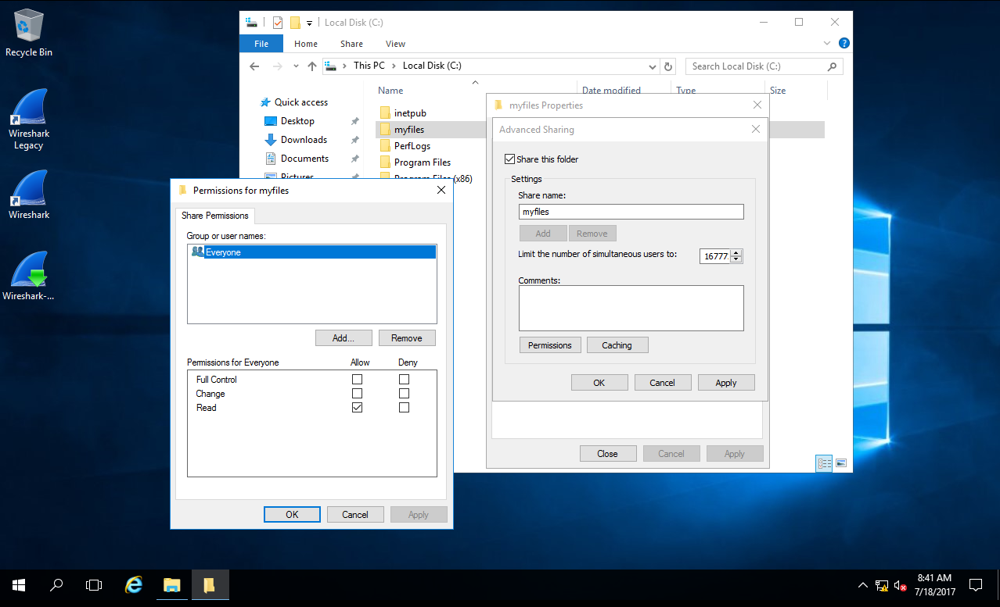 Recycle Bin
Wireshark
Legacy
Wireshark
Wireshark-...
Local Disk (C:)
File Home Share View
This PC Local Disk (C:)
Search Local Disk (C:)
Name Date modified Type Size
Quick access
Desktop
Downloads
Documents
Pictures
inetpub
myfiles
PerfLogs
Program Files
Program Files (x86)
myfiles Properties
Advanced Sharing
Share this folder
Settings
Share name:
myfiles
Add Remove
Limit the number of simultaneous users to: 16777
Comments:
Permissions Caching
OK Cancel Apply
Close Cancel Apply
Permissions for myfiles
Share Permissions
Group or user names:
Everyone
Add... Remove
Permissions for Everyone Allow Deny
Full Control
Change
Read
OK Cancel Apply
8:41 AM
7/18/2017